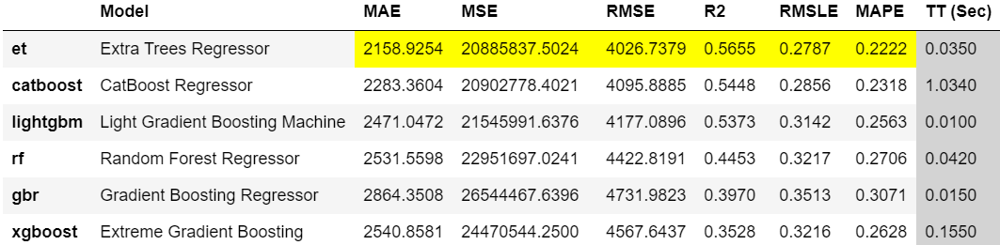 Model MAE MSE RMSE R2 RMSLE MAPE TT (Sec)
et Extra Trees Regressor 2158.9254 20885837.5024 4026.7379 0.5655 0.2787 0.2222 0.0350
catboost CatBoost Regressor 2283.3604 20902778.4021 4095.8885 0.5448 0.2856 0.2318 1.0340
lightgbm Light Gradient Boosting Machine 2471.0472 21545991.6376 4177.0896 0.5373 0.3142 0.2563 0.0100
rf Random Forest Regressor 2531.5598 22951697.0241 4422.8191 0.4453 0.3217 0.2706 0.0420
gbr Gradient Boosting Regressor 2864.3508 26544467.6396 4731.9823 0.3970 0.3513 0.3071 0.0150
xgboost Extreme Gradient Boosting 2540.8581 24470544.2500 4567.6437 0.3528 0.3216 0.2628 0.1550